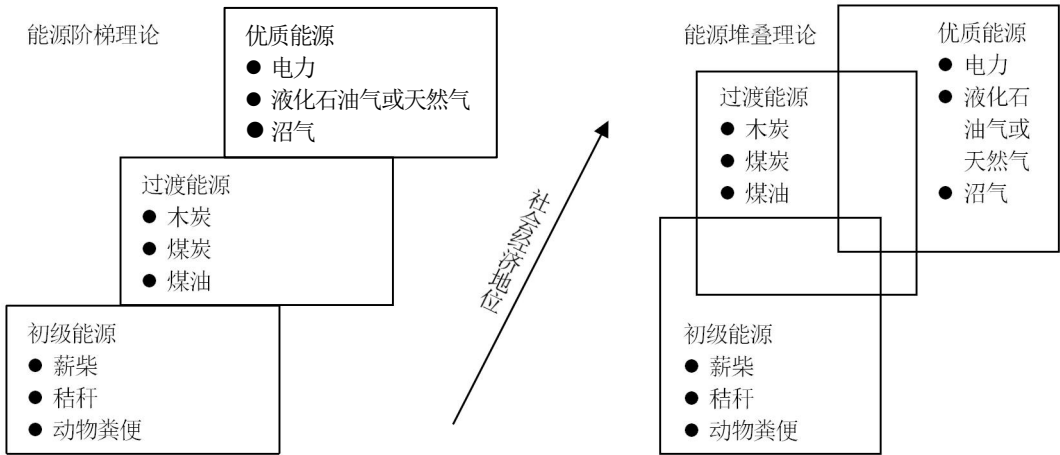 能源阶梯理论
优质能源
● 电力
● 液化石油气或天然气
● 沼气
过渡能源
● 木炭
● 煤炭
● 煤油
初级能源
● 薪柴
● 秸秆
● 动物粪便
社会经济地位
能源堆叠理论
优质能源
● 电力
● 液化石
油气或
天然气
● 沼气
过渡能源
● 木炭
● 煤炭
● 煤油
初级能源
● 薪柴
● 秸秆
● 动物粪便